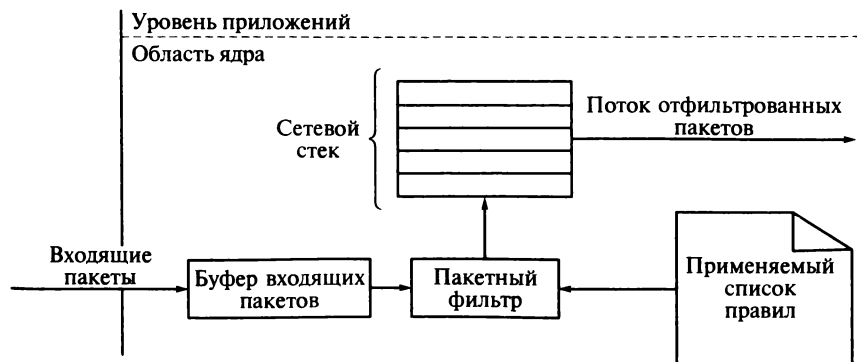 Уровень приложений
Область ядра
Сетевой
стек
Поток отфильтрованных
пакетов
Входящие
пакеты
Буфер входящих
пакетов
Пакетный
фильтр
Применяемый
список
правил